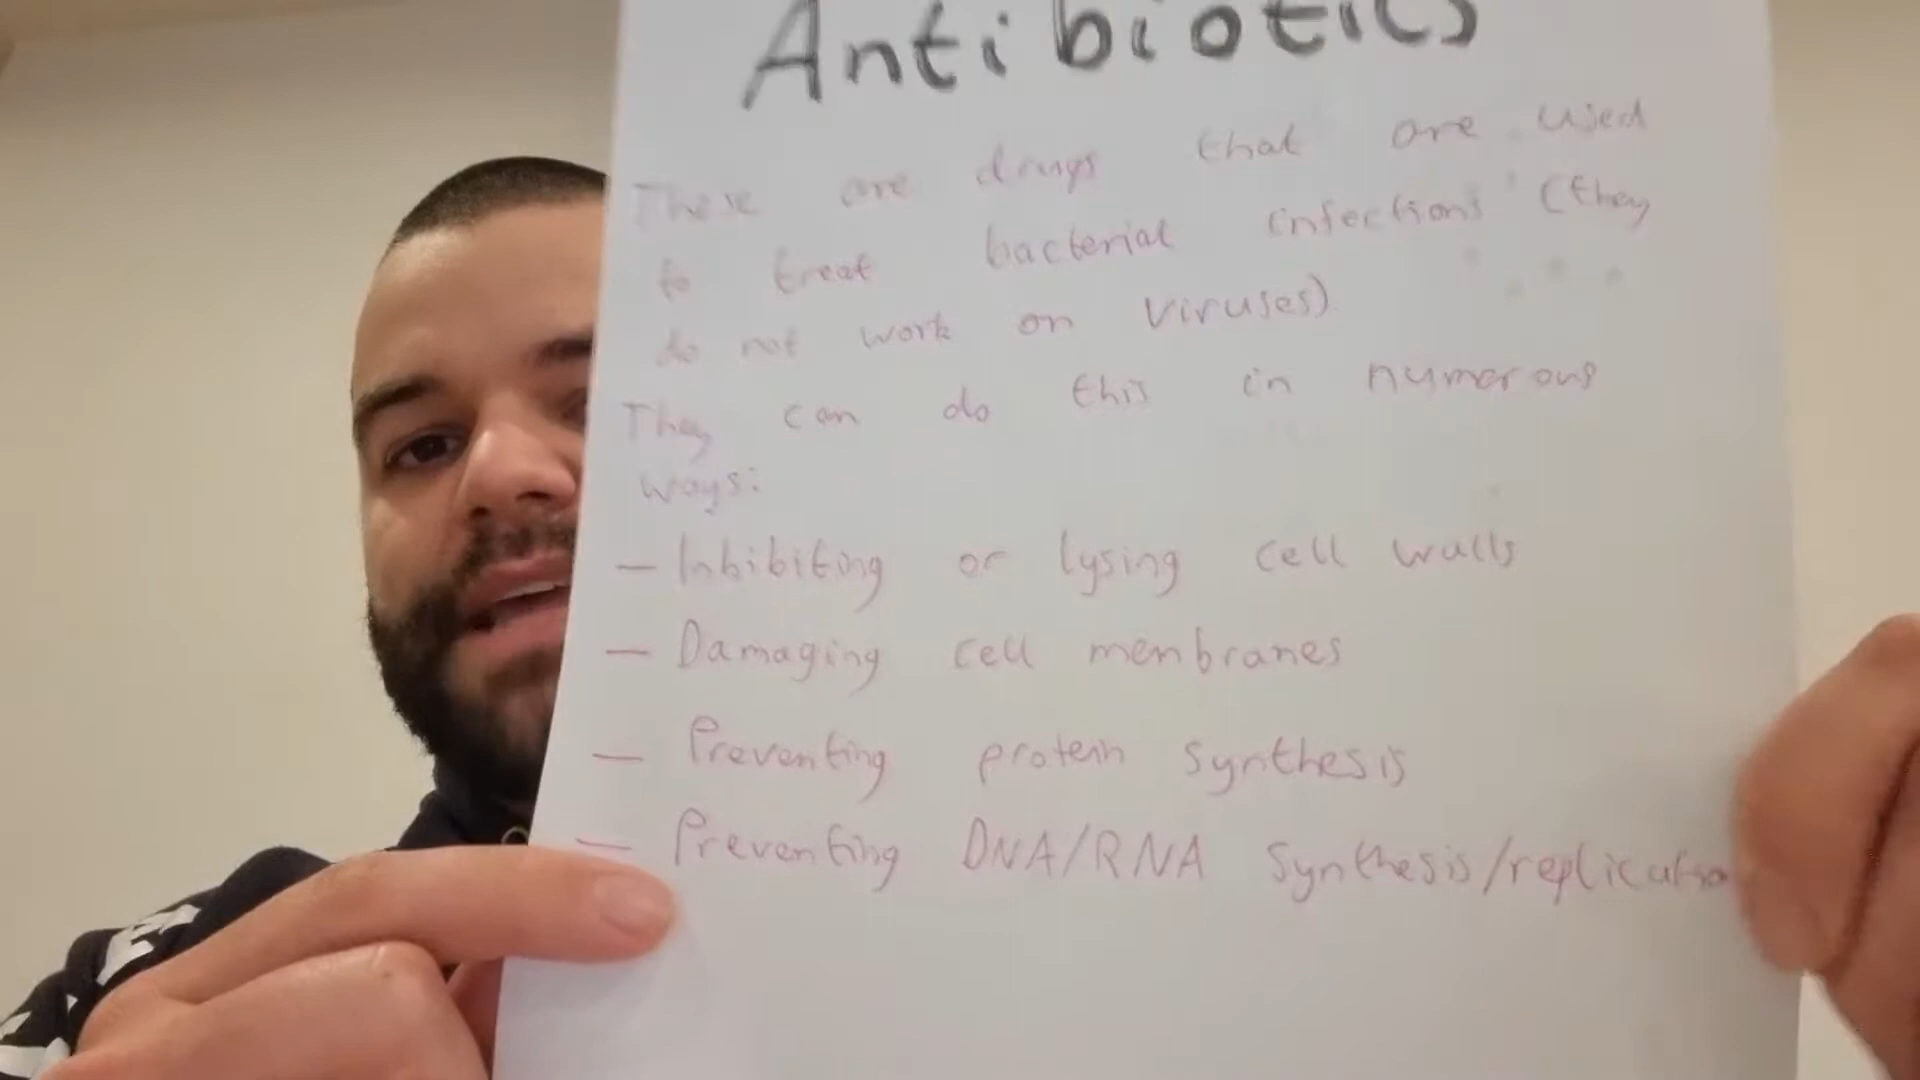 Antibiotics
These are drugs that are used
to treat bacterial infections (they
do not work on viruses)
They can do this in numerous
ways:
— Inhibiting or lysing cell walls
— Damaging cell membranes
— Preventing protein synthesis
— Preventing DNA/RNA synthesis/replication